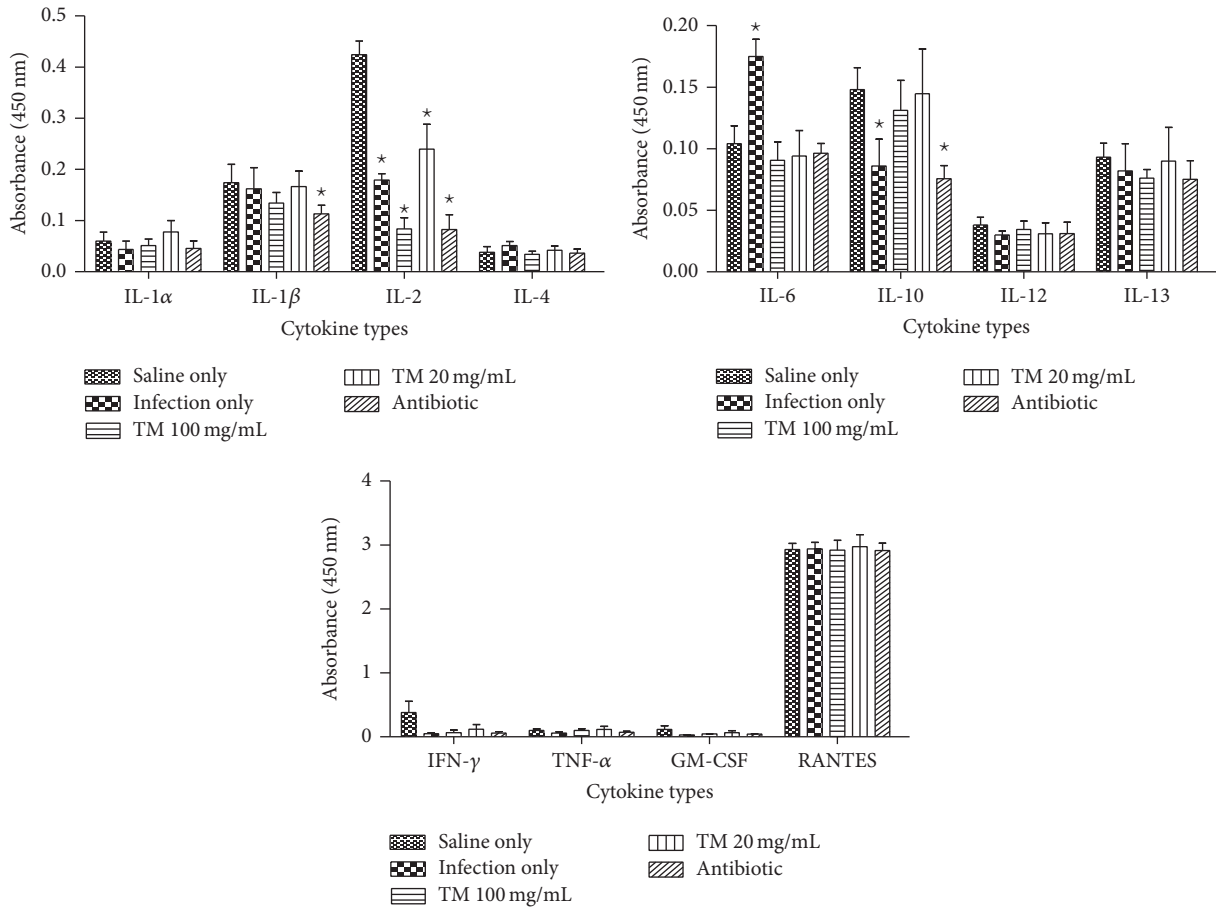 Absorbance (450 nm)
0.5
0.4
0.3
0.2
0.1
0.0
* * * * *
IL-1α IL-1β IL-2 IL-4
Cytokine types
Saline only
Infection only
TM 100 mg/mL
TM 20 mg/mL
Antibiotic
Absorbance (450 nm)
0.20
0.15
0.10
0.05
0.00
* * *
IL-6 IL-10 IL-12 IL-13
Cytokine types
Saline only
Infection only
TM 100 mg/mL
TM 20 mg/mL
Antibiotic
Absorbance (450 nm)
4
3
2
1
0
IFN-γ TNF-α GM-CSF RANTES
Cytokine types
Saline only
Infection only
TM 100 mg/mL
TM 20 mg/mL
Antibiotic